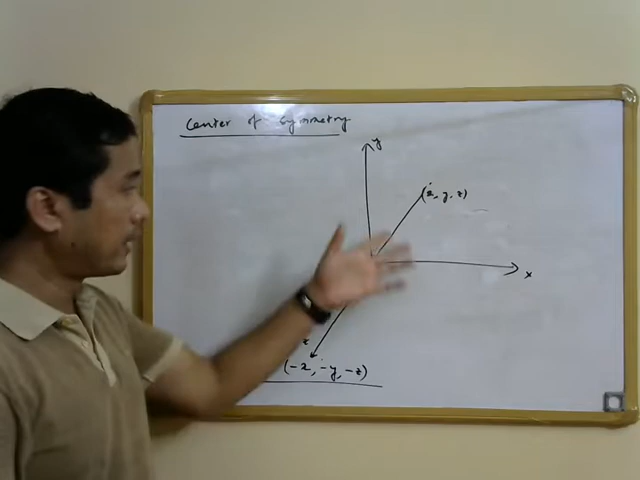 Center of Symmetry
y
(x, y, z)
x
z
(-x, -y, -z)